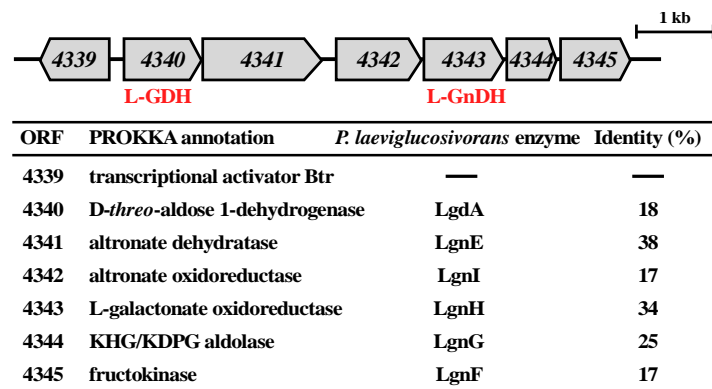 1 kb
4339 4340 4341 4342 4343 4344 4345
L-GDH L-GnDH
ORF PROKKA annotation P. laeviglucosivorans enzyme Identity (%)
4339 transcriptional activator Btr — —
4340 D-threo-aldose 1-dehydrogenase LgdA 18
4341 altronate dehydratase LgnE 38
4342 altronate oxidoreductase LgnI 17
4343 L-galactonate oxidoreductase LgnH 34
4344 KHG/KDPG aldolase LgnG 25
4345 fructokinase LgnF 17